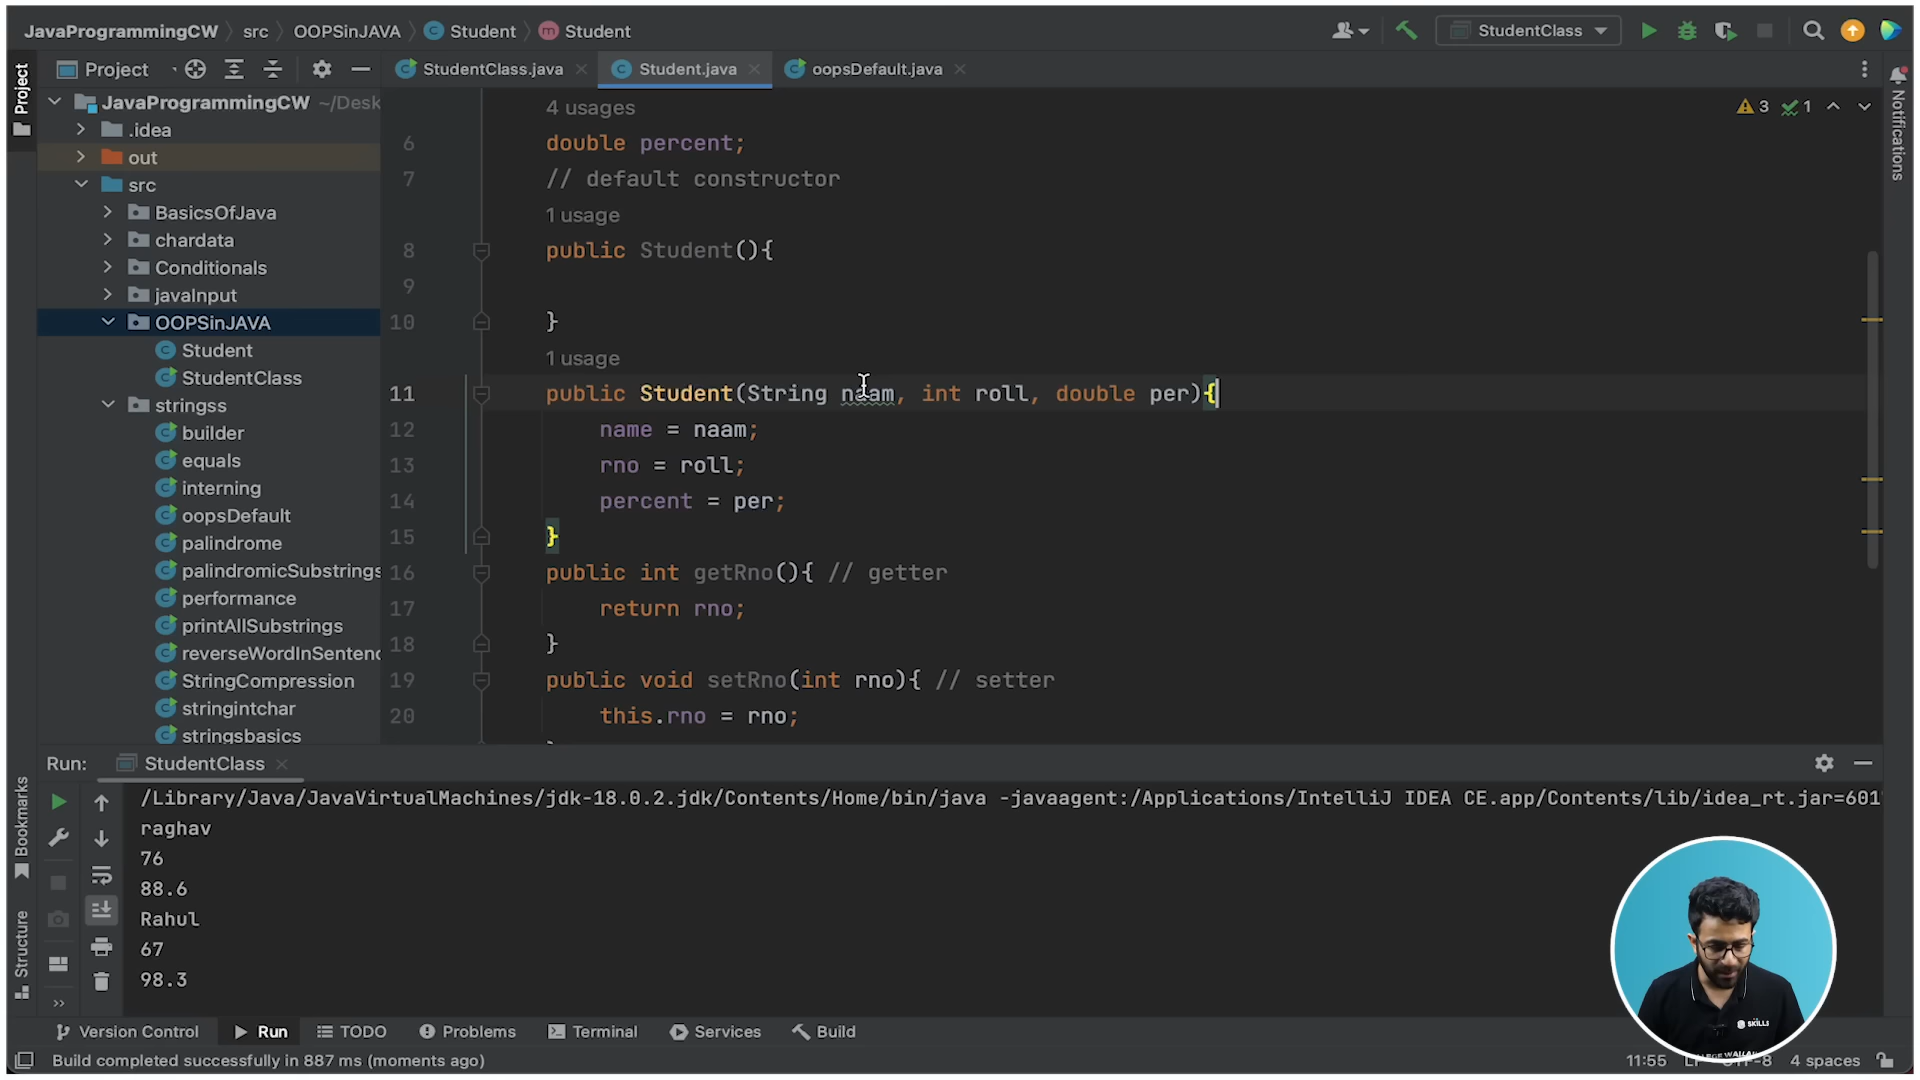 JavaProgrammingCW src OOPSinJAVA Student Student
StudentClass
Project
Project
StudentClass.java
Student.java
oopsDefault.java
Notifications
JavaProgrammingCW ~/Desk
.idea
out
src
BasicsOfJava
chardata
Conditionals
javaInput
OOPSinJAVA
Student
StudentClass
stringss
builder
equals
interning
oopsDefault
palindrome
palindromicSubstrings
performance
printAllSubstrings
reverseWordInSentenc
StringCompression
stringintchar
stringsbasics
3 1
4 usages
6 double percent;
7 // default constructor
1 usage
8 public Student(){
9
10 }
1 usage
11 public Student(String naam, int roll, double per){
12 name = naam;
13 rno = roll;
14 percent = per;
15 }
16 public int getRno(){ // getter
17 return rno;
18 }
19 public void setRno(int rno){ // setter
20 this.rno = rno;
Run: StudentClass
/Library/Java/JavaVirtualMachines/jdk-18.0.2.jdk/Contents/Home/bin/java -javaagent:/Applications/IntelliJ IDEA CE.app/Contents/lib/idea_rt.jar=601
raghav
76
88.6
Rahul
67
98.3
Bookmarks
Structure
SKILLS
Version Control
Run
TODO
Problems
Terminal
Services
Build
Build completed successfully in 887 ms (moments ago)
11:55 LF UTF-8 4 spaces